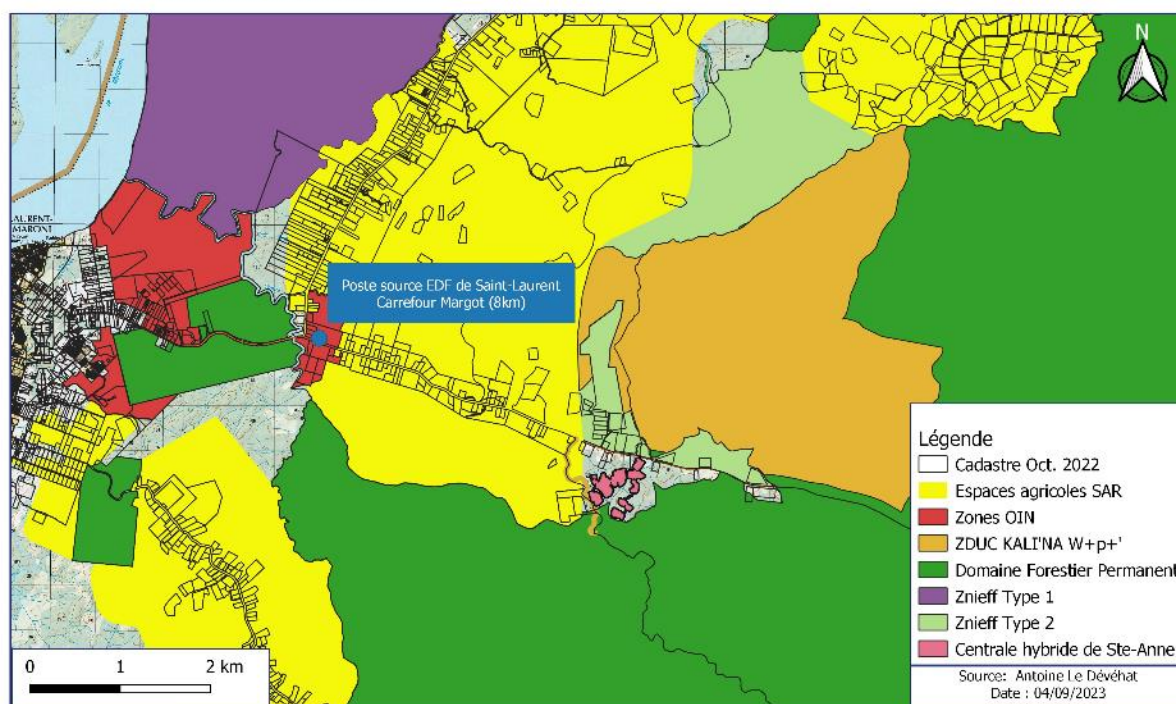 N
AURENT-
MARONI
Poste source EDF de Saint-Laurent
Carrefour Margot (8km)
Légende
Cadastre Oct. 2022
Espaces agricoles SAR
Zones OIN
ZDUC KALI'NA W+p+'
Domaine Forestier Permanent
Znieff Type 1
Znieff Type 2
Centrale hybride de Ste-Anne
0 1 2 km
Source: Antoine Le Dévéhat
Date : 04/09/2023